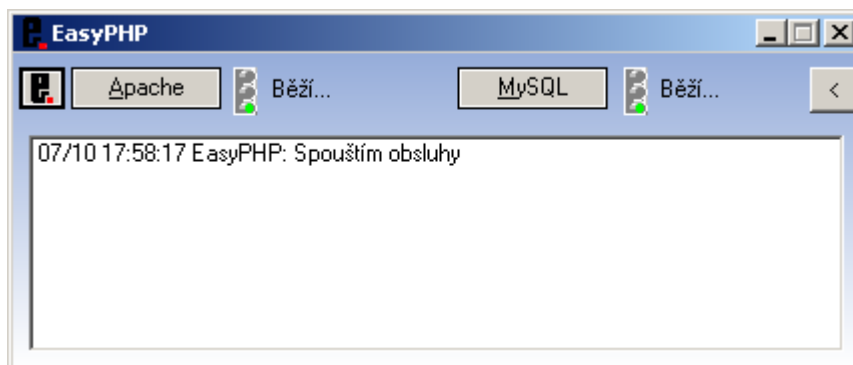 EasyPHP
Apache Běží... MySQL Běží... <
07/10 17:58:17 EasyPHP: Spouštím obsluhy